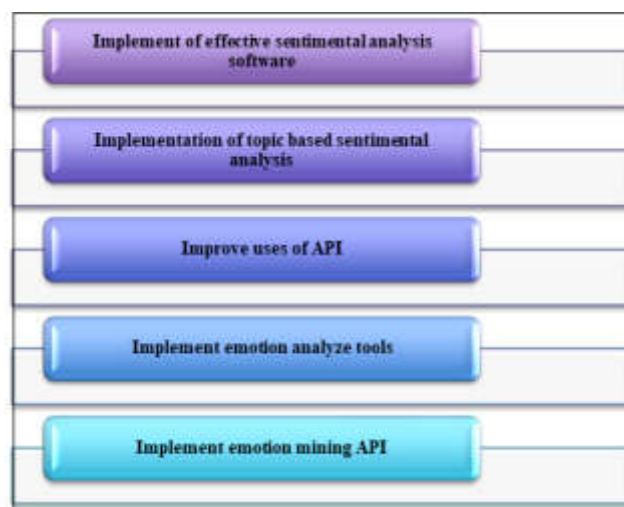 Implement of effective sentimental analysis
software
Implementation of topic based sentimental
analysis
Improve uses of API
Implement emotion analyze tools
Implement emotion mining API